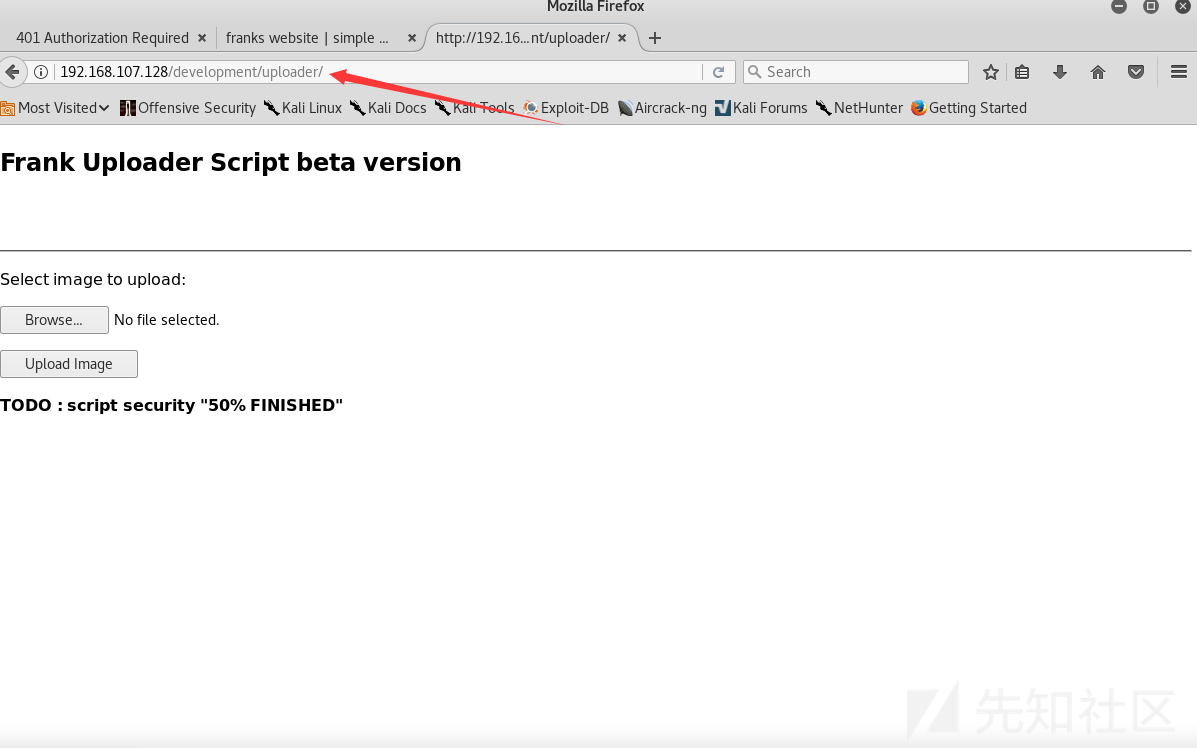 Mozilla Firefox
401 Authorization Required
franks website | simple ...
http://192.16...nt/uploader/
192.168.107.128/development/uploader/
Search
Most Visited
Offensive Security
Kali Linux
Kali Docs
Kali Tools
Exploit-DB
Aircrack-ng
Kali Forums
NetHunter
Getting Started
Frank Uploader Script beta version
Select image to upload:
Browse...
No file selected.
Upload Image
TODO : script security "50% FINISHED"
先知社区